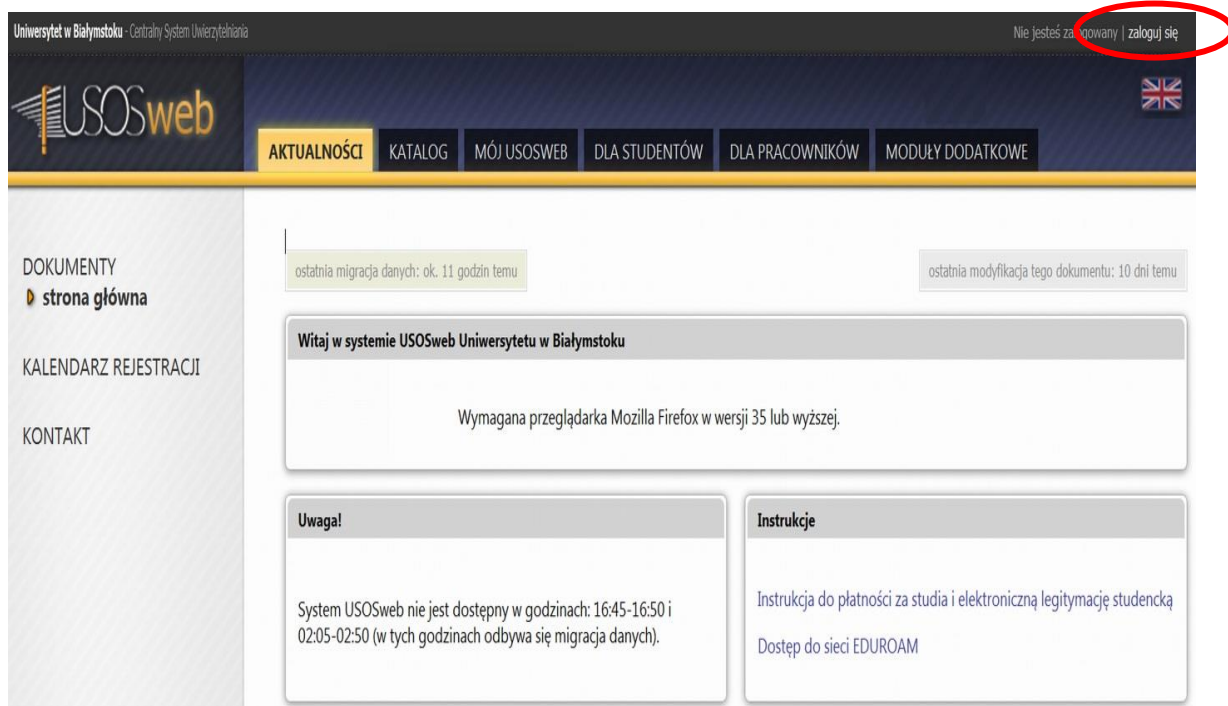 Uniwersytet w Białymstoku - Centralny System Uwierzytelniania
Nie jesteś zalogowany | zaloguj się
USOSweb
AKTUALNOŚCI
KATALOG
MÓJ USOSWEB
DLA STUDENTÓW
DLA PRACOWNIKÓW
MODUŁY DODATKOWE
DOKUMENTY
strona główna
KALENDARZ REJESTRACJI
KONTAKT
ostatnia migracja danych: ok. 11 godzin temu
ostatnia modyfikacja tego dokumentu: 10 dni temu
Witaj w systemie USOSweb Uniwersytetu w Białymstoku
Wymagana przeglądarka Mozilla Firefox w wersji 35 lub wyższej.
Uwaga!
System USOSweb nie jest dostępny w godzinach: 16:45-16:50 i
02:05-02:50 (w tych godzinach odbywa się migracja danych).
Instrukcje
Instrukcja do płatności za studia i elektroniczną legitymację studencką
Dostęp do sieci EDUROAM